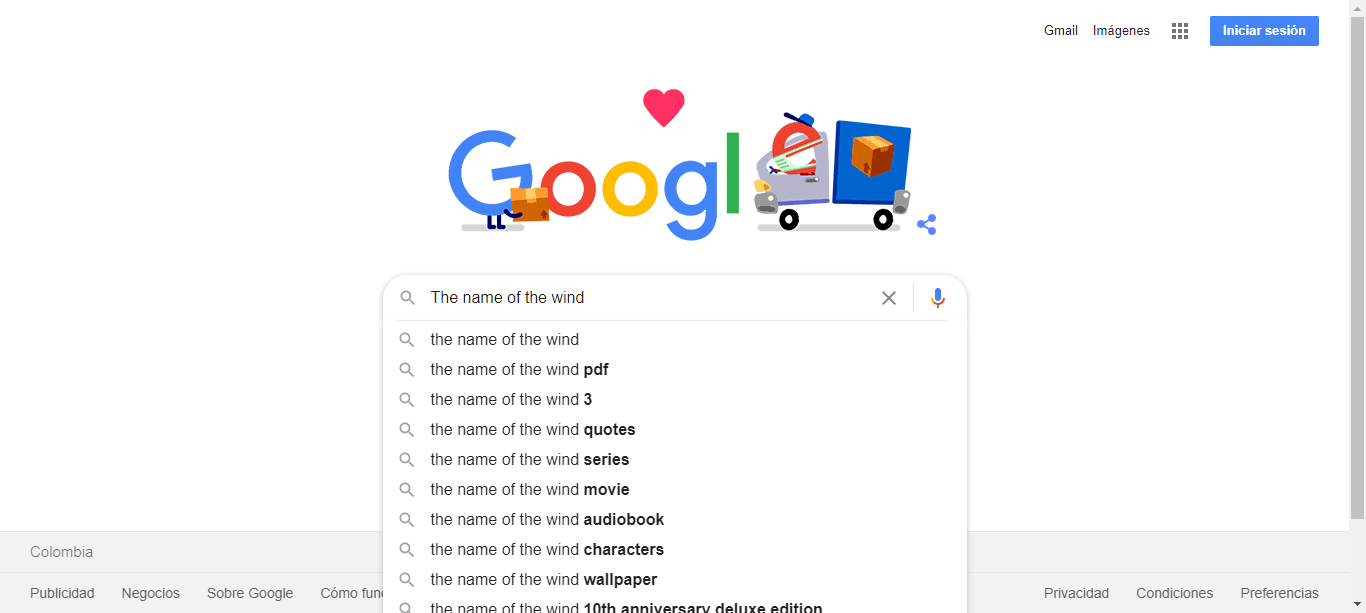 Gmail Imágenes Iniciar sesión
Google
The name of the wind
the name of the wind
the name of the wind pdf
the name of the wind 3
the name of the wind quotes
the name of the wind series
the name of the wind movie
the name of the wind audiobook
the name of the wind characters
the name of the wind wallpaper
the name of the wind 10th anniversary deluxe edition
Colombia
Publicidad Negocios Sobre Google Cómo Privacidad Condiciones Preferencias